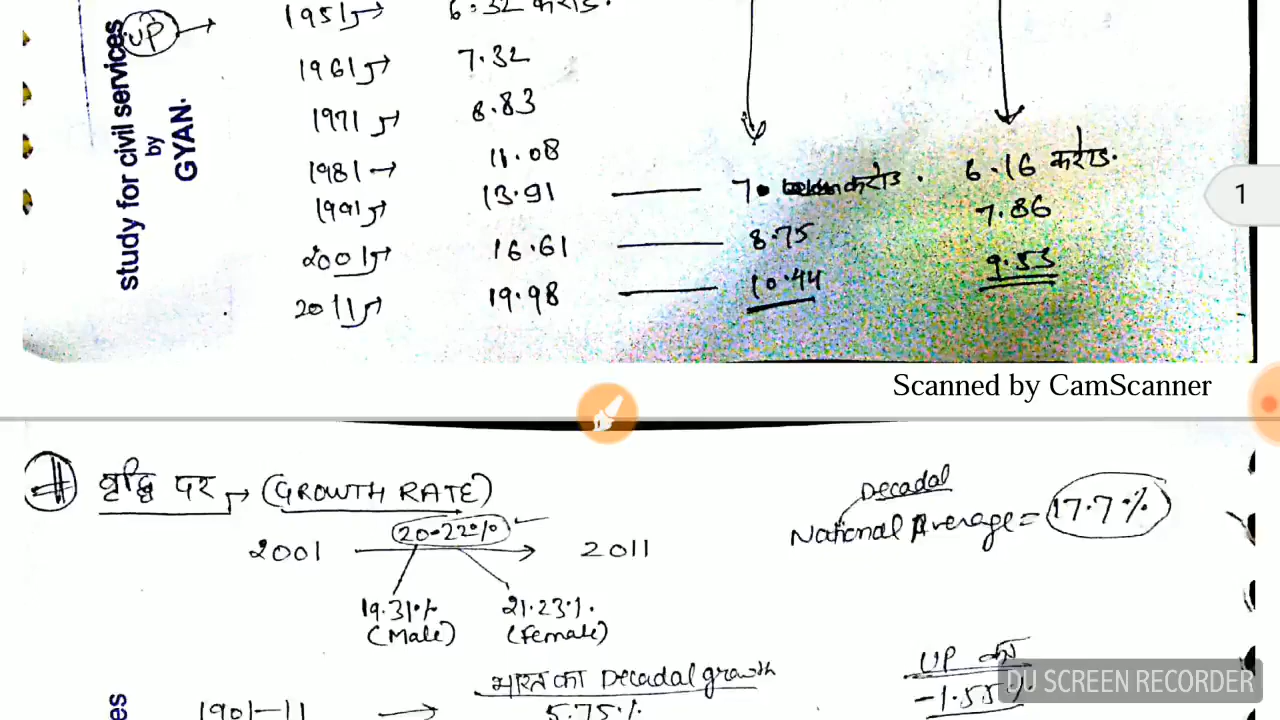 study for civil services
by
GYAN.
UP →
1951 → 6.32 करोड.
1961 → 7.32
1971 → 8.83
1981 → 11.08
1991 → 13.91 — 7. करोड. 6.16 करोड.
2001 → 16.61 — 8.75 7.86
2011 → 19.98 — 10.44 9.53
1
Scanned by CamScanner
# वृद्धि दर → (GROWTH RATE)
Decadal
National Average = 17.7%
20.22%
2001 → 2011
19.31% 21.23%.
(Male) (Female)
भारत का Decadal growth UP का
1901-11 → 5.75% -1.55%
DU SCREEN RECORDER
es